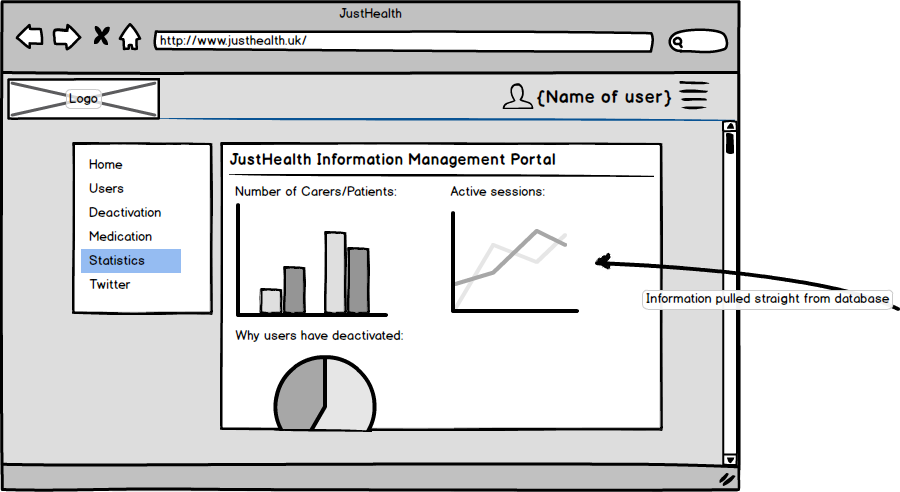 JustHealth
http://www.justhealth.uk/
Logo
{Name of user}
Home
Users
Deactivation
Medication
Statistics
Twitter
JustHealth Information Management Portal
Number of Carers/Patients:
Active sessions:
Why users have deactivated:
Information pulled straight from database